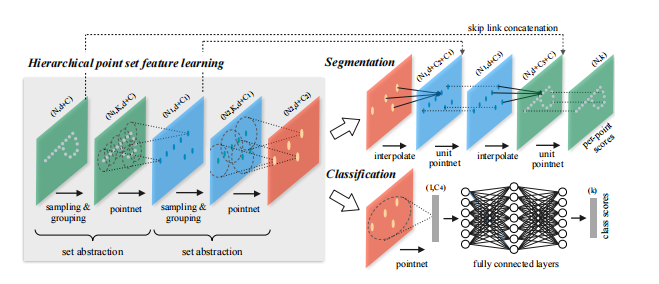 skip link concatenation
Hierarchical point set feature learning
(N,d+C)
(N1,K,d+C)
(N1,d+C1)
(N2,K,d+C1)
(N2,d+C2)
sampling &
grouping
pointnet
sampling &
grouping
pointnet
set abstraction
set abstraction
Segmentation
(N1,d+C2+C1)
(N1,d+C3)
(N,d+C3+C)
(N,k)
interpolate
unit
pointnet
interpolate
unit
pointnet
per-point
scores
Classification
(1,C4)
pointnet
fully connected layers
(k)
class scores